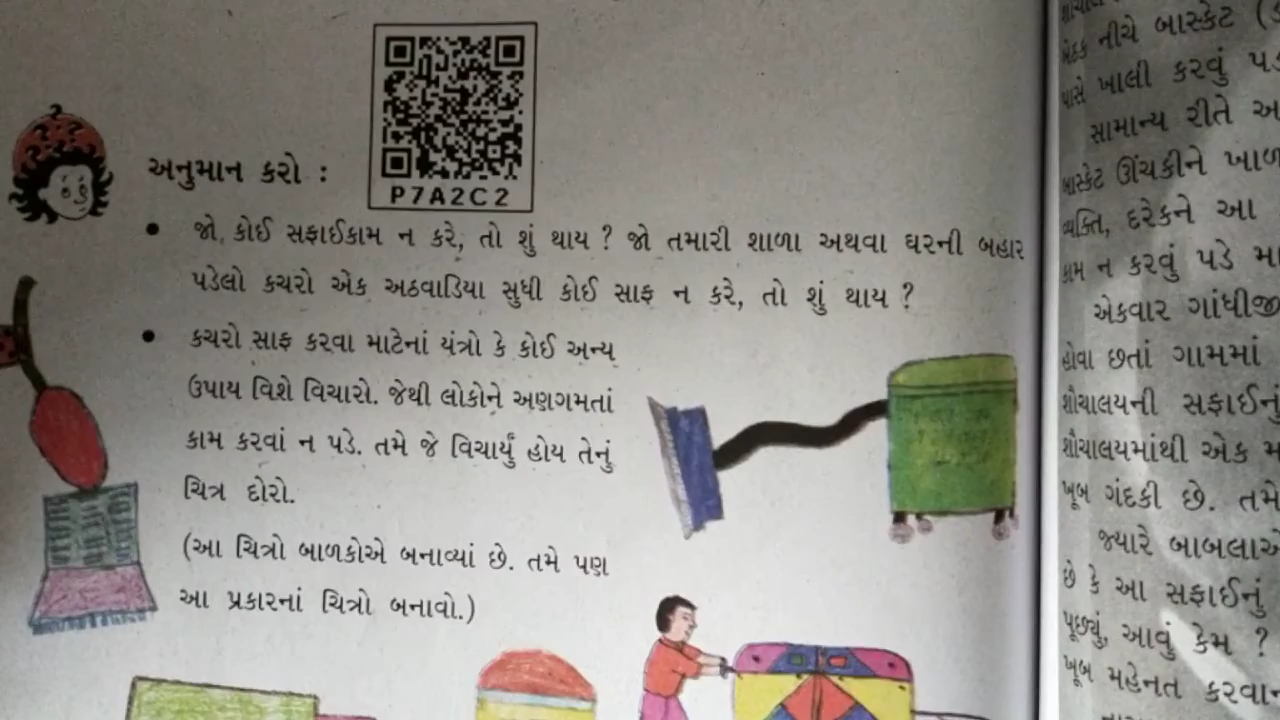 P7A2C2
અનુમાન કરો :
• જો કોઈ સફાઈકામ ન કરે, તો શું થાય ? જો તમારી શાળા અથવા ઘરની બહાર
પડેલો કચરો એક અઠવાડિયા સુધી કોઈ સાફ ન કરે, તો શું થાય ?
• કચરો સાફ કરવા માટેનાં યંત્રો કે કોઈ અન્ય
ઉપાય વિશે વિચારો. જેથી લોકોને અણગમતાં
કામ કરવાં ન પડે. તમે જે વિચાર્યું હોય તેનું
ચિત્ર દોરો.
(આ ચિત્રો બાળકોએ બનાવ્યાં છે. તમે પણ
આ પ્રકારનાં ચિત્રો બનાવો.)
નીચે બાસ્કેટ
પાસે ખાલી કરવું
સામાન્ય રીતે
બાસ્કેટ ઊંચકીને
વ્યક્તિ, દરેકને આ
કામ ન કરવું પડે
એકવાર ગાંધીજી
હોવા છતાં ગામમાં
શૌચાલયની સફાઈનું
શૌચાલયમાંથી એક
ખૂબ ગંદકી છે. તમે
જ્યારે
છે કે આ સફાઈનું
પૂછ્યું, આવું કેમ ?
ખૂબ મહેનત